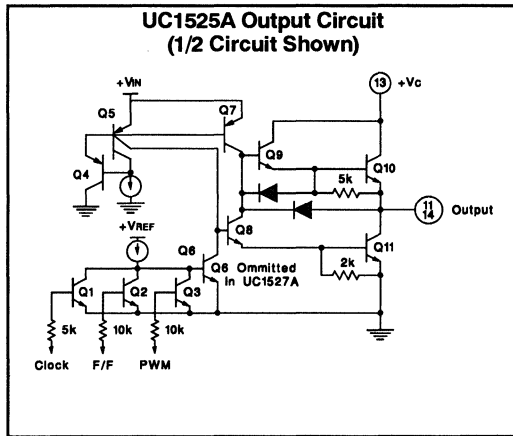 UC1525A Output Circuit
(1/2 Circuit Shown)
+VIN
13 +Vc
Q5
Q7
Q9
Q10
Q4
5k
11
14 Output
+VREF
Q8
Q11
Q6
Q6 Ommitted
in UC1527A
2k
Q1 Q2 Q3
5k 10k 10k
Clock F/F PWM